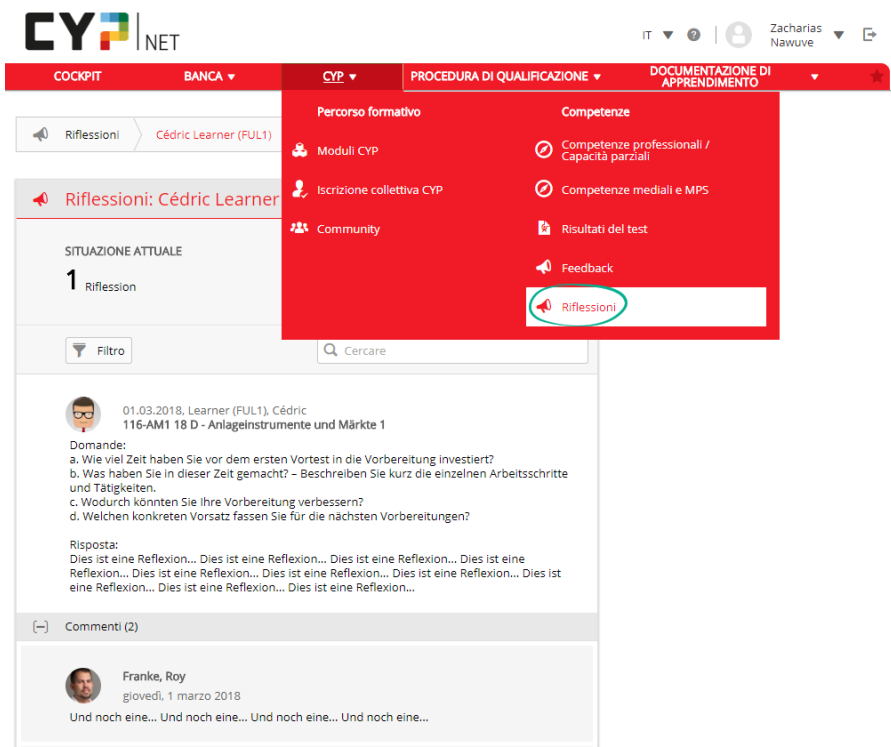 CYP NET
IT ▼ ? Zacharias Nawuve ▼
COCKPIT BANCA ▼ CYP ▼ PROCEDURA DI QUALIFICAZIONE ▼ DOCUMENTAZIONE DI APPRENDIMENTO ▼
Percorso formativo
Moduli CYP
Iscrizione collettiva CYP
Community
Competenze
Competenze professionali /
Capacità parziali
Competenze mediali e MPS
Risultati del test
Feedback
Riflessioni
Riflessioni Cédric Learner (FUL1)
Riflessioni: Cédric Learner
SITUAZIONE ATTUALE
1 Riflession
Filtro
Cercare
01.03.2018, Learner (FUL1), Cédric
116-AM1 18 D - Anlageinstrumente und Märkte 1
Domande:
a. Wie viel Zeit haben Sie vor dem ersten Vortest in die Vorbereitung investiert?
b. Was haben Sie in dieser Zeit gemacht? – Beschreiben Sie kurz die einzelnen Arbeitsschritte
und Tätigkeiten.
c. Wodurch könnten Sie Ihre Vorbereitung verbessern?
d. Welchen konkreten Vorsatz fassen Sie für die nächsten Vorbereitungen?
Risposta:
Dies ist eine Reflexion... Dies ist eine Reflexion... Dies ist eine Reflexion... Dies ist eine
Reflexion... Dies ist eine Reflexion... Dies ist eine Reflexion... Dies ist eine Reflexion... Dies ist
eine Reflexion... Dies ist eine Reflexion... Dies ist eine Reflexion...
Commenti (2)
Franke, Roy
giovedì, 1 marzo 2018
Und noch eine... Und noch eine... Und noch eine... Und noch eine...